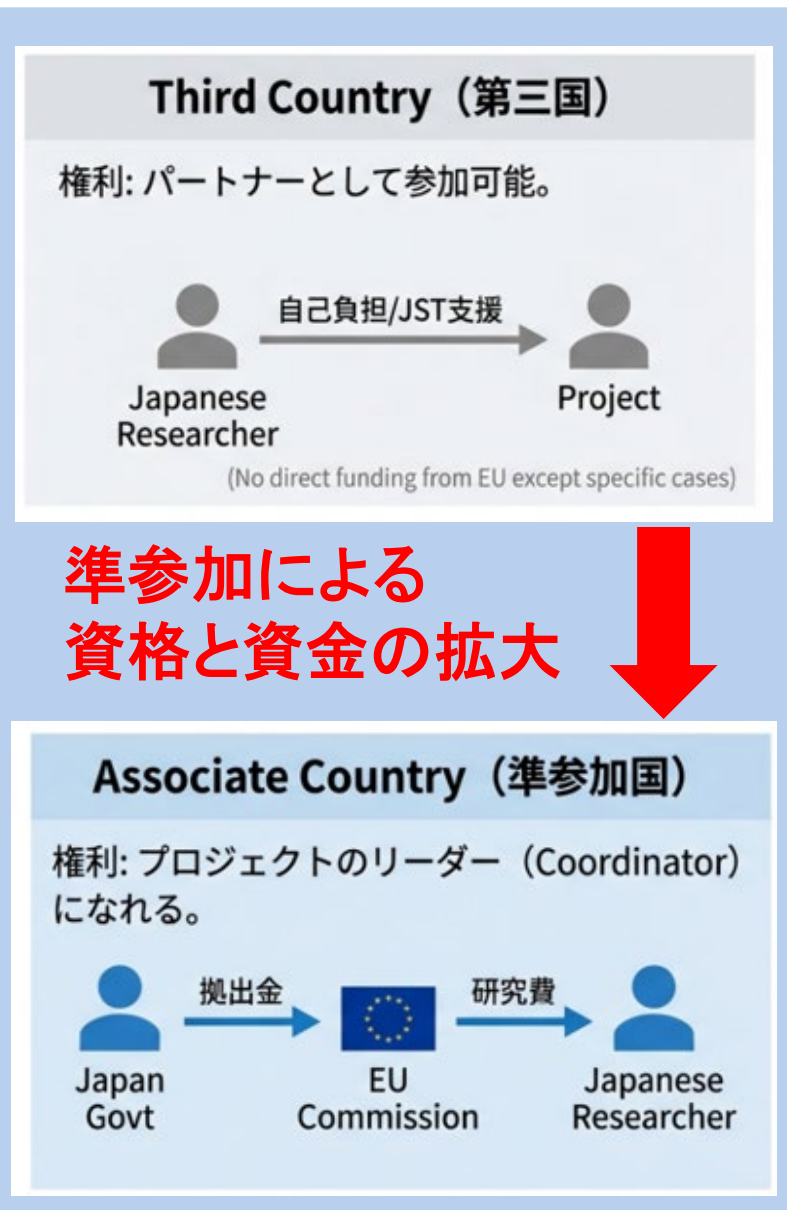 Third Country（第三国）
権利: パートナーとして参加可能。
自己負担/JST支援
Japanese
Researcher
Project
(No direct funding from EU except specific cases)
準参加による
資格と資金の拡大
Associate Country（準参加国）
権利: プロジェクトのリーダー（Coordinator）
になれる。
拠出金
研究費
Japan
Govt
EU
Commission
Japanese
Researcher